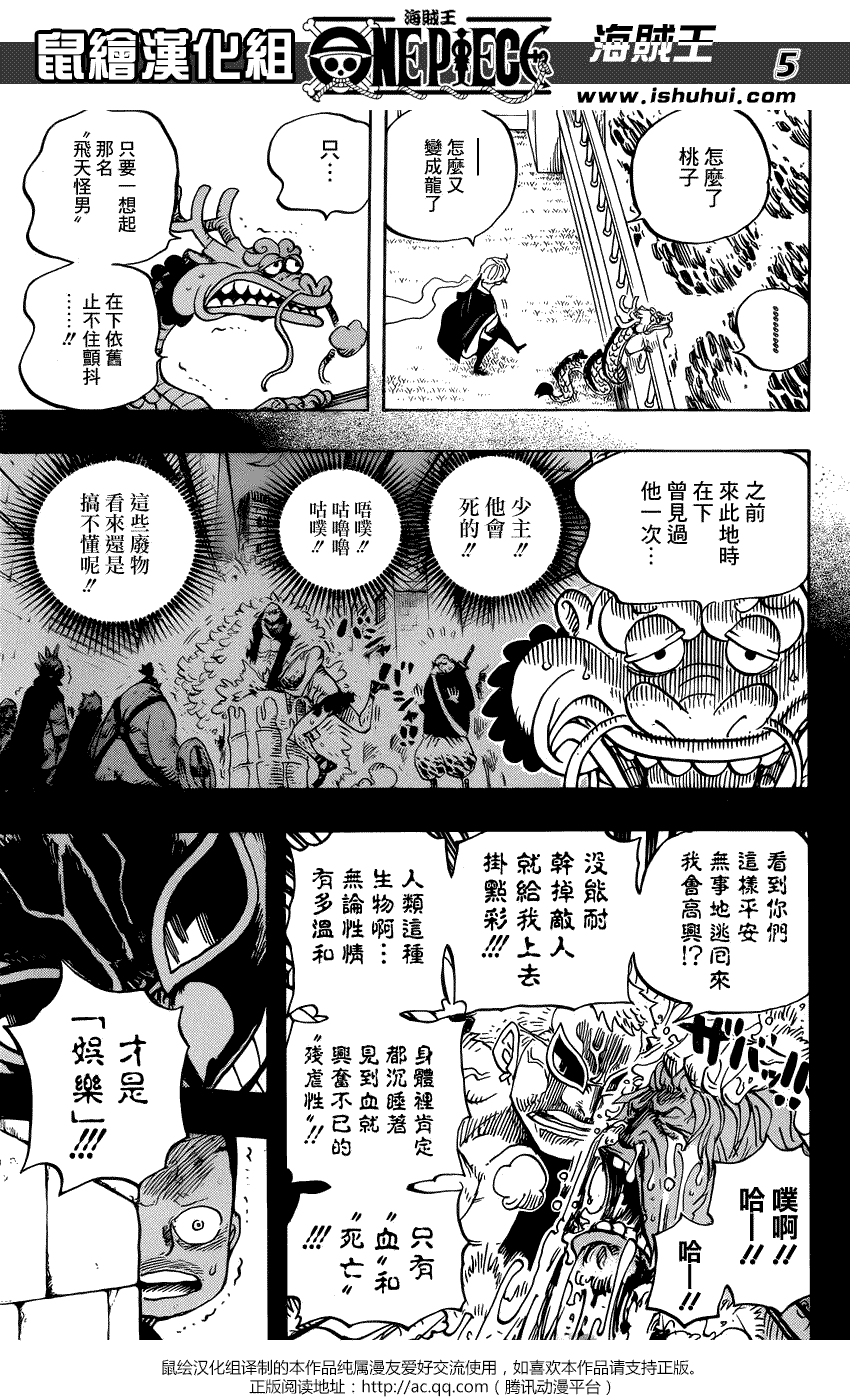 鼠繪漢化組
海賊王
ONE PIECE
海賊王
5
www.ishuhui.com
怎麼了
桃子
怎麼又
變成龍了
…………
只…
只要一想起
那名
〝飛天怪男〞
在下依舊
止不住顫抖
……!!
之前
來此地時
在下
曾見過
他一次…
少主!!
他會
死的!!
唔噗!!
咕嚕嚕
咕噗!!
這些廢物
看來還是
搞不懂呢!!
看到你們
這樣平安
無事地逃回來
我會高興!?
没能耐
幹掉敵人
就給我上去
掛點彩!!!
人類這種
生物啊…
無論性情
有多溫和
身體裡肯定
都沉睡著
見到血就
興奮不已的
〝殘虐性〞!!
只有
〝血〞和
〝死亡〞
!!!
噗啊!!
哈—!!
哈—!!
才是
「娛樂」!!!
鼠绘汉化组译制的本作品纯属漫友爱好交流使用，如喜欢本作品请支持正版。
正版阅读地址：http://ac.qq.com（腾讯动漫平台）